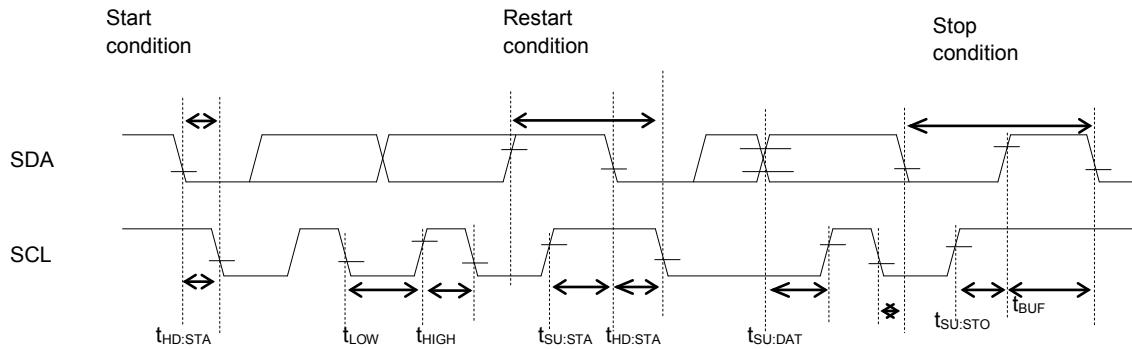 Start
condition
Restart
condition
Stop
condition
SDA
SCL
tHD:STA
tLOW
tHIGH
tSU:STA
tHD:STA
tSU:DAT
tSU:STO
tBUF